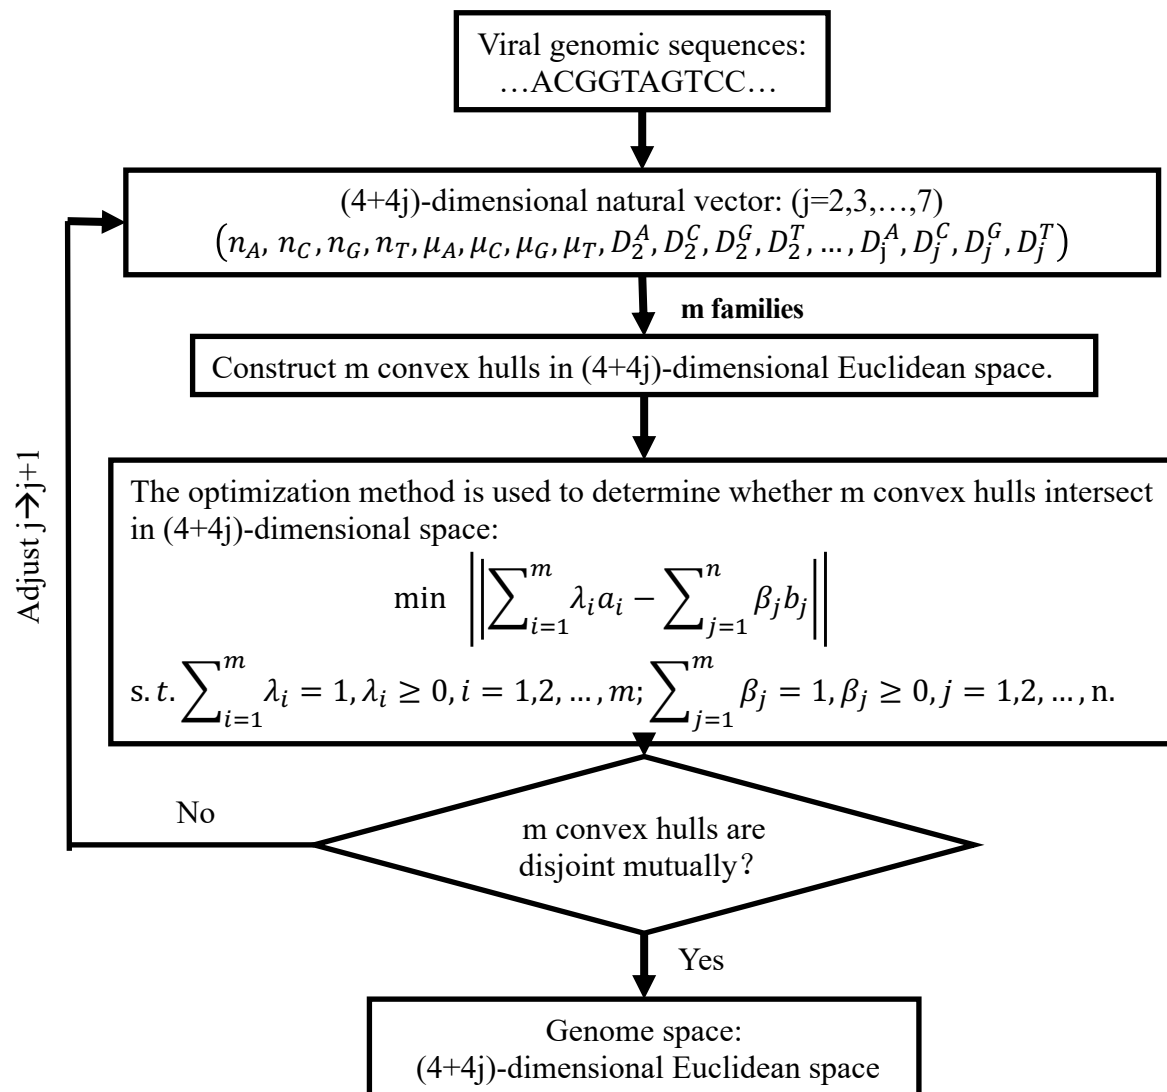 Viral genomic sequences:
…ACGGTAGTCC…
(4+4j)-dimensional natural vector: (j=2,3,…,7)
(n_A, n_C, n_G, n_T, μ_A, μ_C, μ_G, μ_T, D_2^A, D_2^C, D_2^G, D_2^T, …, D_j^A, D_j^C, D_j^G, D_j^T)
m families
Construct m convex hulls in (4+4j)-dimensional Euclidean space.
Adjust j→j+1
The optimization method is used to determine whether m convex hulls intersect
in (4+4j)-dimensional space:
min ‖∑_{i=1}^m λ_i a_i − ∑_{j=1}^n β_j b_j‖
s.t. ∑_{i=1}^m λ_i = 1, λ_i ≥ 0, i = 1,2, …, m; ∑_{j=1}^m β_j = 1, β_j ≥ 0, j = 1,2, …, n.
No
m convex hulls are
disjoint mutually?
Yes
Genome space:
(4+4j)-dimensional Euclidean space